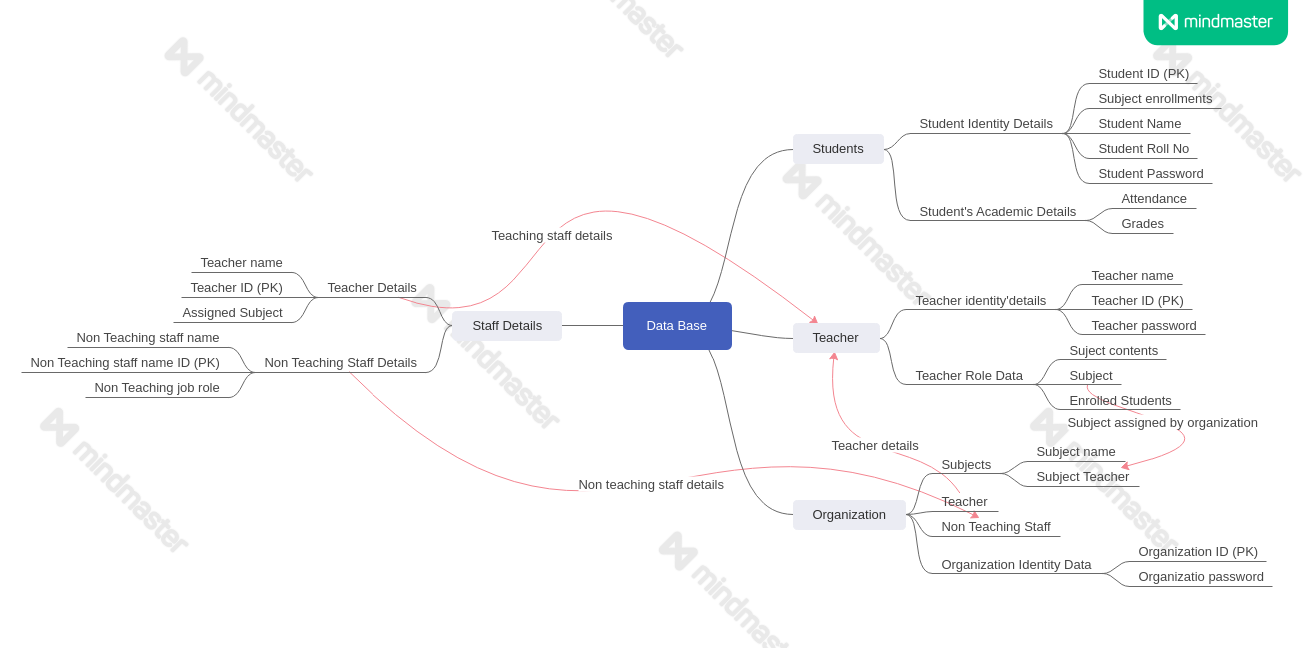 mindmaster
mindmaster
mindmaster
mindmaster
mindmaster
mindmaster
mindmaster
mindmaster
mindmaster
Data Base
Students
Student Identity Details
Student ID (PK)
Subject enrollments
Student Name
Student Roll No
Student Password
Student's Academic Details
Attendance
Grades
Teacher
Teacher identity'details
Teacher name
Teacher ID (PK)
Teacher password
Teacher Role Data
Suject contents
Subject
Enrolled Students
Subject assigned by organization
Organization
Subjects
Subject name
Subject Teacher
Teacher
Non Teaching Staff
Organization Identity Data
Organization ID (PK)
Organizatio password
Staff Details
Teacher Details
Teacher name
Teacher ID (PK)
Assigned Subject
Non Teaching Staff Details
Non Teaching staff name
Non Teaching staff name ID (PK)
Non Teaching job role
Teaching staff details
Teacher details
Non teaching staff details